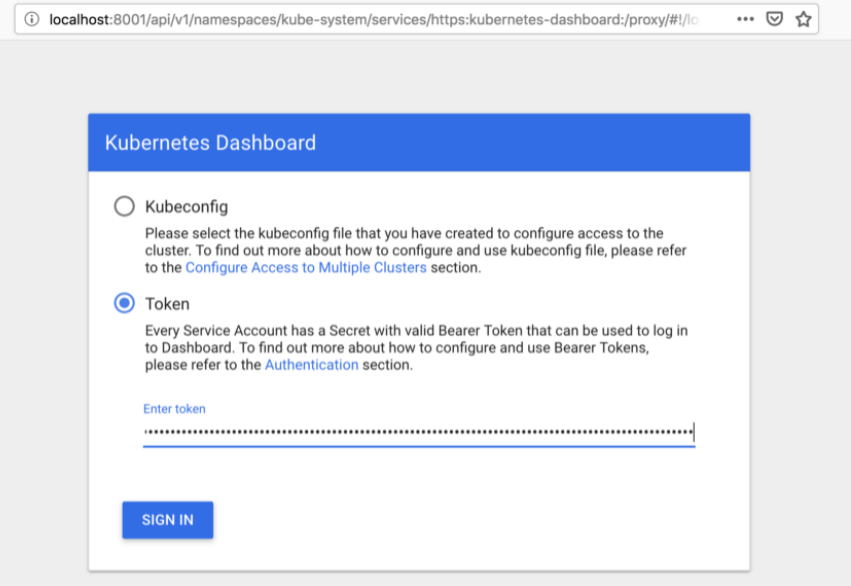 localhost:8001/api/v1/namespaces/kube-system/services/https:kubernetes-dashboard:/proxy/#!/lo
Kubernetes Dashboard
Kubeconfig
Please select the kubeconfig file that you have created to configure access to the
cluster. To find out more about how to configure and use kubeconfig file, please refer
to the Configure Access to Multiple Clusters section.
Token
Every Service Account has a Secret with valid Bearer Token that can be used to log in
to Dashboard. To find out more about how to configure and use Bearer Tokens,
please refer to the Authentication section.
Enter token
SIGN IN